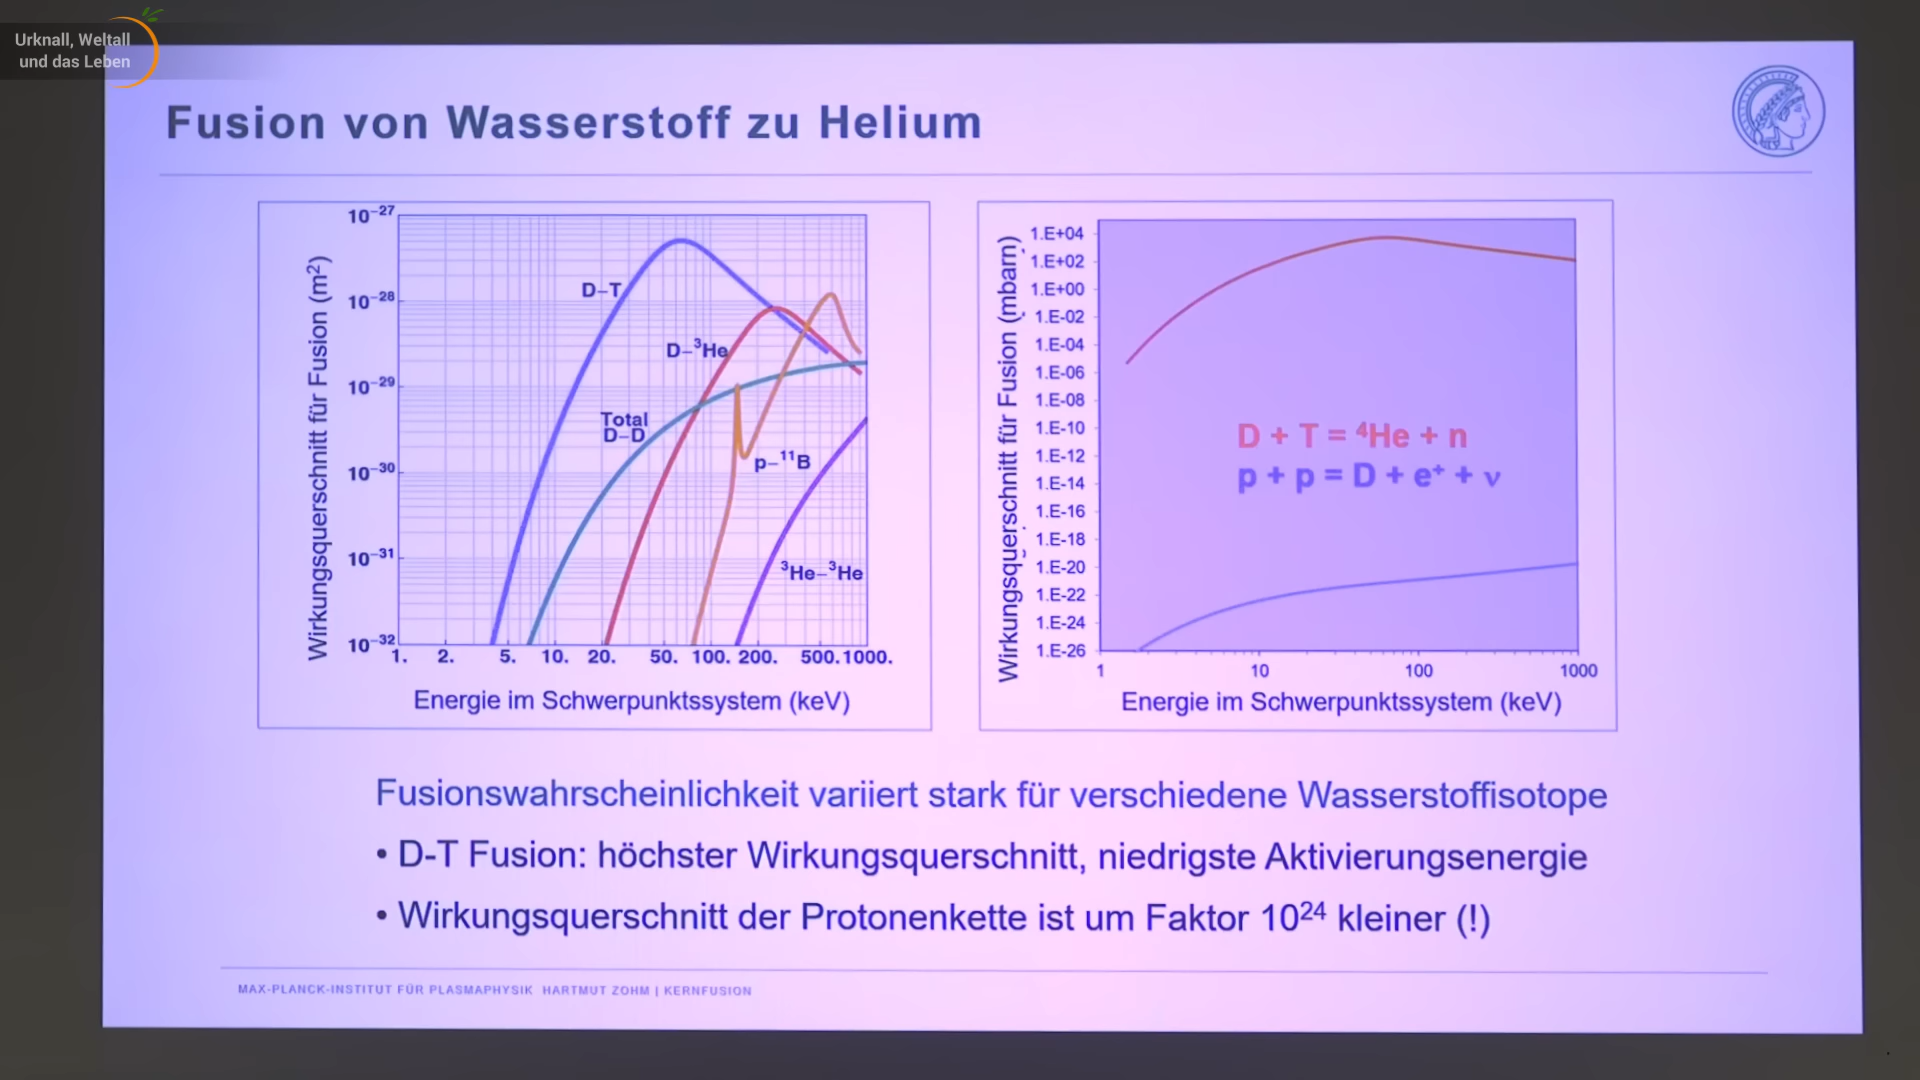 Urknall, Weltall
und das Leben
Fusion von Wasserstoff zu Helium
Wirkungsquerschnitt für Fusion (m²)
10⁻²⁷
10⁻²⁸
10⁻²⁹
10⁻³⁰
10⁻³¹
10⁻³²
D–T
D–³He
Total
D–D
p–¹¹B
³He–³He
1. 2. 5. 10. 20. 50. 100. 200. 500. 1000.
Energie im Schwerpunktssystem (keV)
Wirkungsquerschnitt für Fusion (mbarn)
1.E+04
1.E+02
1.E+00
1.E-02
1.E-04
1.E-06
1.E-08
1.E-10
1.E-12
1.E-14
1.E-16
1.E-18
1.E-20
1.E-22
1.E-24
1.E-26
D + T = ⁴He + n
p + p = D + e⁺ + ν
1 10 100 1000
Energie im Schwerpunktssystem (keV)
Fusionswahrscheinlichkeit variiert stark für verschiedene Wasserstoffisotope
• D-T Fusion: höchster Wirkungsquerschnitt, niedrigste Aktivierungsenergie
• Wirkungsquerschnitt der Protonenkette ist um Faktor 10²⁴ kleiner (!)
MAX-PLANCK-INSTITUT FÜR PLASMAPHYSIK HARTMUT ZOHM | KERNFUSION